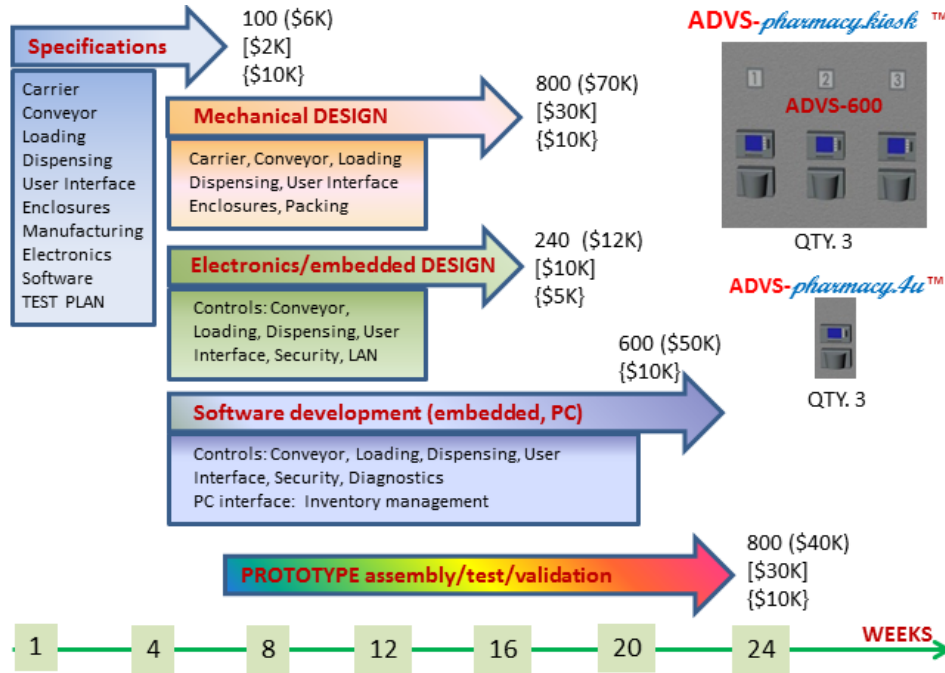 Specifications
100 ($6K)
[$2K]
{$10K}
Carrier
Conveyor
Loading
Dispensing
User Interface
Enclosures
Manufacturing
Electronics
Software
TEST PLAN
Mechanical DESIGN
800 ($70K)
[$30K]
{$10K}
Carrier, Conveyor, Loading
Dispensing, User Interface
Enclosures, Packing
Electronics/embedded DESIGN
240 ($12K)
[$10K]
{$5K}
Controls: Conveyor,
Loading, Dispensing, User
Interface, Security, LAN
Software development (embedded, PC)
600 ($50K)
{$10K}
Controls: Conveyor, Loading, Dispensing, User
Interface, Security, Diagnostics
PC interface: Inventory management
PROTOTYPE assembly/test/validation
800 ($40K)
[$30K]
{$10K}
ADVS-pharmacy.kiosk ™
1 2 3
ADVS-600
QTY. 3
ADVS-pharmacy.4u™
QTY. 3
WEEKS
1 4 8 12 16 20 24